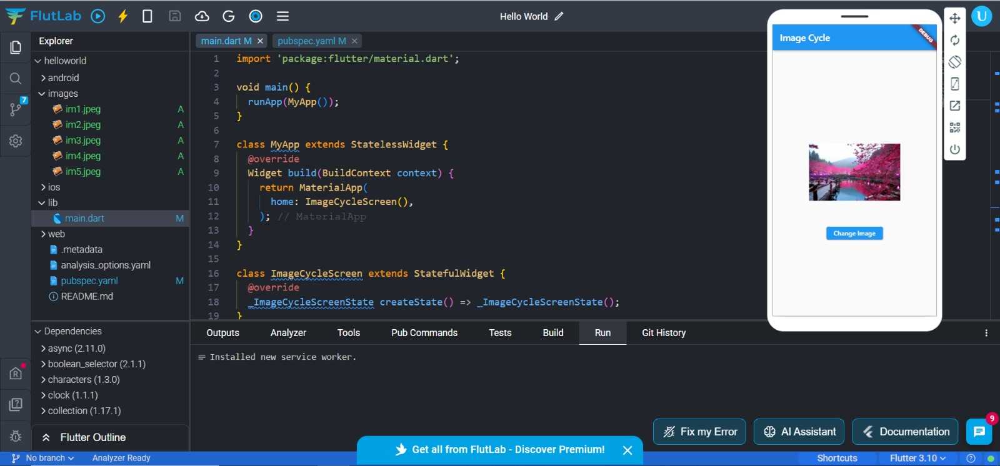 FlutLab
Hello World
U
Explorer
helloworld
android
images
im1.jpeg A
im2.jpeg A
im3.jpeg A
im4.jpeg A
im5.jpeg A
ios
lib
main.dart M
web
.metadata
analysis_options.yaml
pubspec.yaml M
README.md
7
Dependencies
async (2.11.0)
boolean_selector (2.1.1)
characters (1.3.0)
clock (1.1.1)
collection (1.17.1)
Flutter Outline
main.dart M × pubspec.yaml M ×
1 import 'package:flutter/material.dart';
2
3 void main() {
4 runApp(MyApp());
5 }
6
7 class MyApp extends StatelessWidget {
8 @override
9 Widget build(BuildContext context) {
10 return MaterialApp(
11 home: ImageCycleScreen(),
12 ); // MaterialApp
13 }
14 }
15
16 class ImageCycleScreen extends StatefulWidget {
17 @override
18 _ImageCycleScreenState createState() => _ImageCycleScreenState();
19 }
Image Cycle
DEBUG
Change Image
Outputs Analyzer Tools Pub Commands Tests Build Run Git History
Installed new service worker.
Fix my Error AI Assistant Documentation
9
Get all from FlutLab - Discover Premium!
No branch Analyzer Ready Shortcuts Flutter 3.10